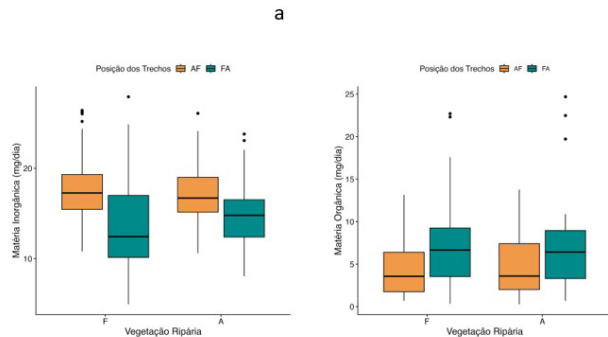 a
Posição dos Trechos AF FA
Matéria Inorgânica (mg/dia)
20
10
F A
Vegetação Ripária
Posição dos Trechos AF FA
Matéria Orgânica (mg/dia)
25
20
15
10
5
0
F A
Vegetação Ripária